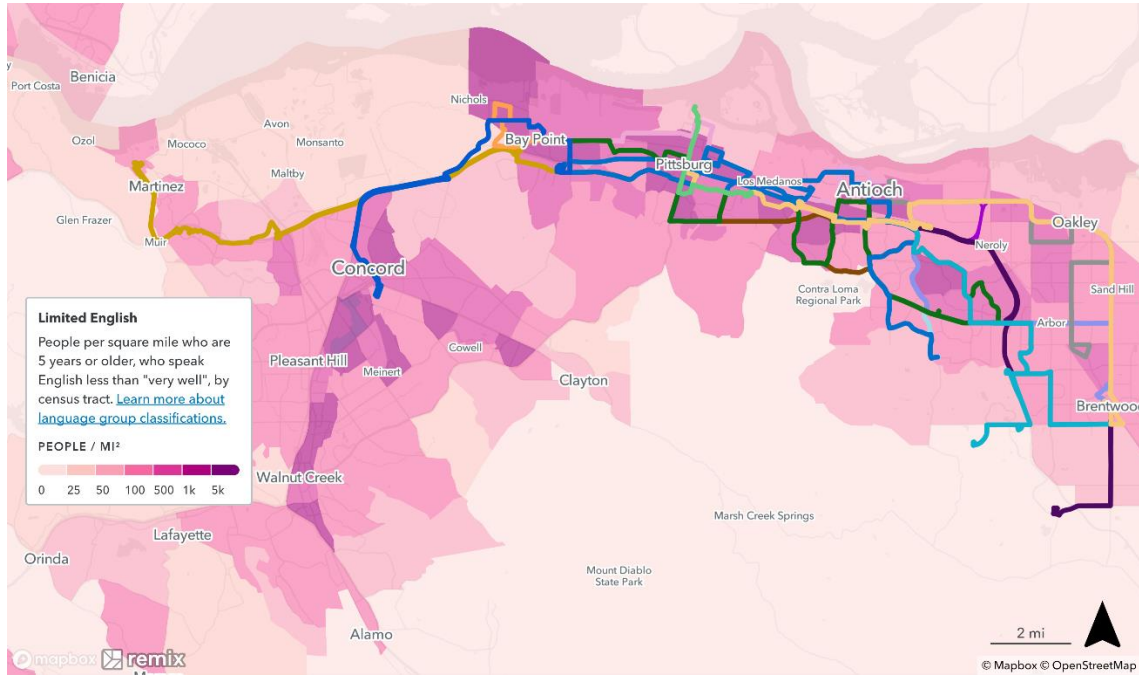 Benicia
Port Costa
Nichols
Ozol
Mococo
Avon
Monsanto
Bay Point
Maltby
Martinez
Pittsburg
Los Medanos
Antioch
Glen Frazer
Muir
Oakley
Neroly
Concord
Contra Loma
Regional Park
Sand Hill
Arbor
Limited English
People per square mile who are
5 years or older, who speak
English less than "very well", by
census tract. Learn more about
language group classifications.
PEOPLE / MI²
0 25 50 100 500 1k 5k
Pleasant Hill
Cowell
Meinert
Clayton
Brentwood
Walnut Creek
Marsh Creek Springs
Lafayette
Orinda
Mount Diablo
State Park
Alamo
2 mi
mapbox remix
© Mapbox © OpenStreetMap